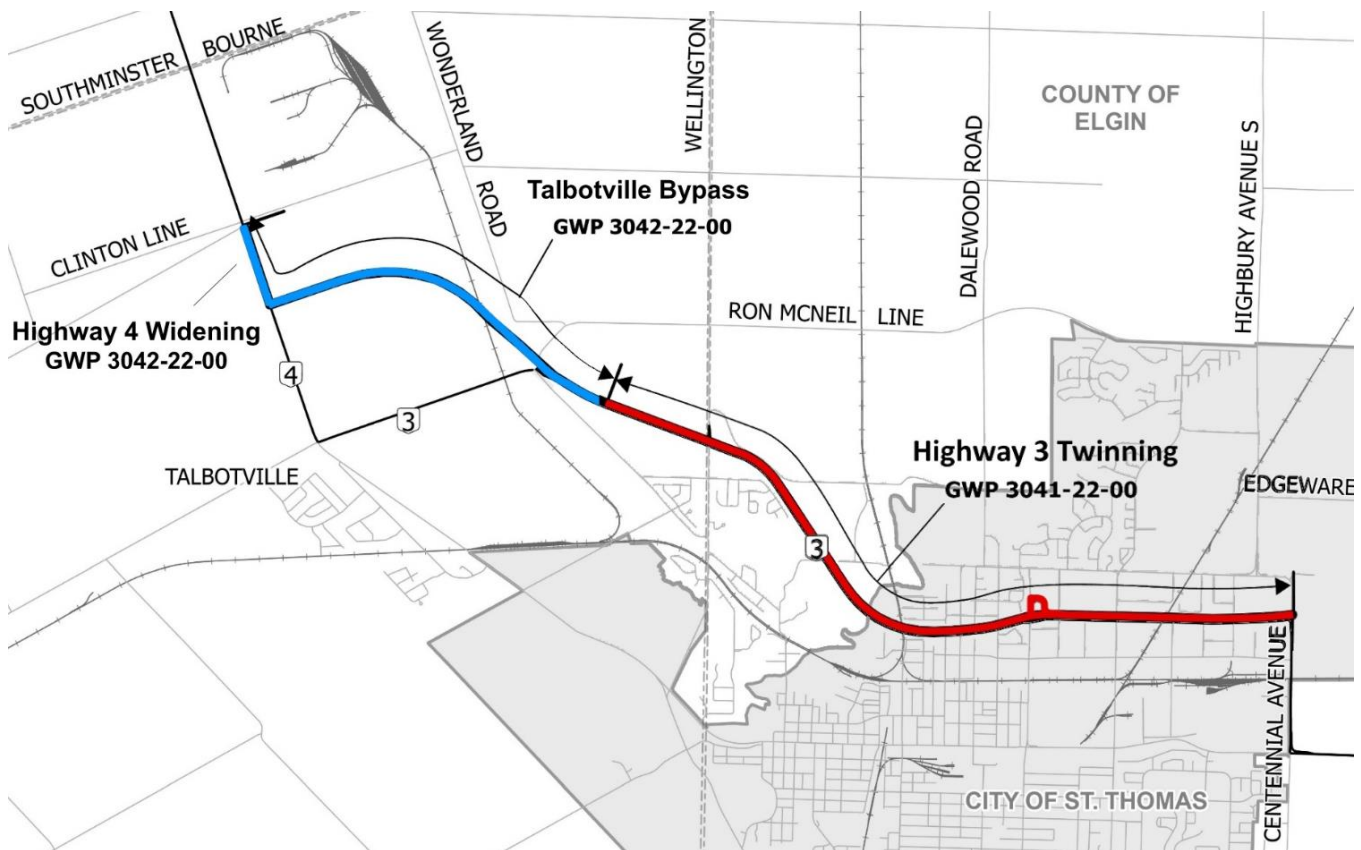 SOUTHMINSTER BOURNE
WONDERLAND ROAD
WELLINGTON
COUNTY OF
ELGIN
DALEWOOD ROAD
HIGHBURY AVENUE S
CLINTON LINE
Talbotville Bypass
GWP 3042-22-00
Highway 4 Widening
GWP 3042-22-00
RON MCNEIL LINE
4
3
TALBOTVILLE
Highway 3 Twinning
GWP 3041-22-00
EDGEWARE
3
CENTENNIAL AVENUE
CITY OF ST. THOMAS